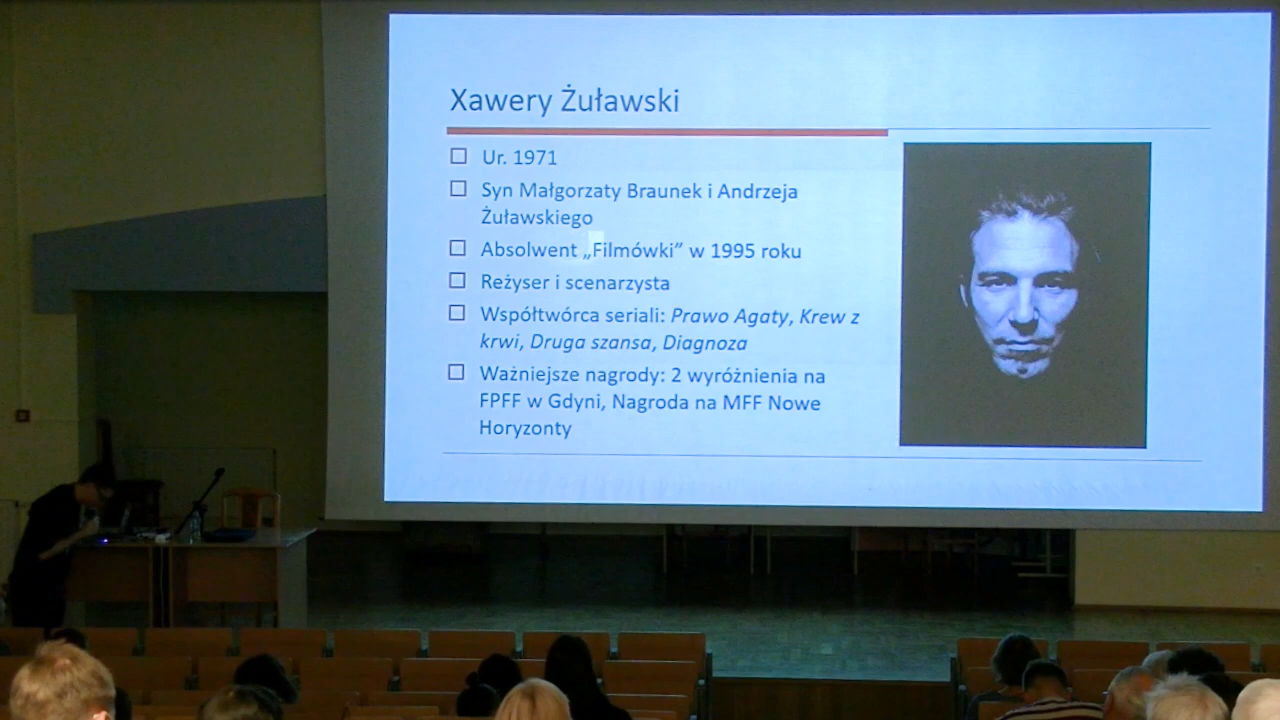 Xawery Żuławski
Ur. 1971
Syn Małgorzaty Braunek i Andrzeja
Żuławskiego
Absolwent „Filmówki” w 1995 roku
Reżyser i scenarzysta
Współtwórca seriali: Prawo Agaty, Krew z
krwi, Druga szansa, Diagnoza
Ważniejsze nagrody: 2 wyróżnienia na
FPFF w Gdyni, Nagroda na MFF Nowe
Horyzonty